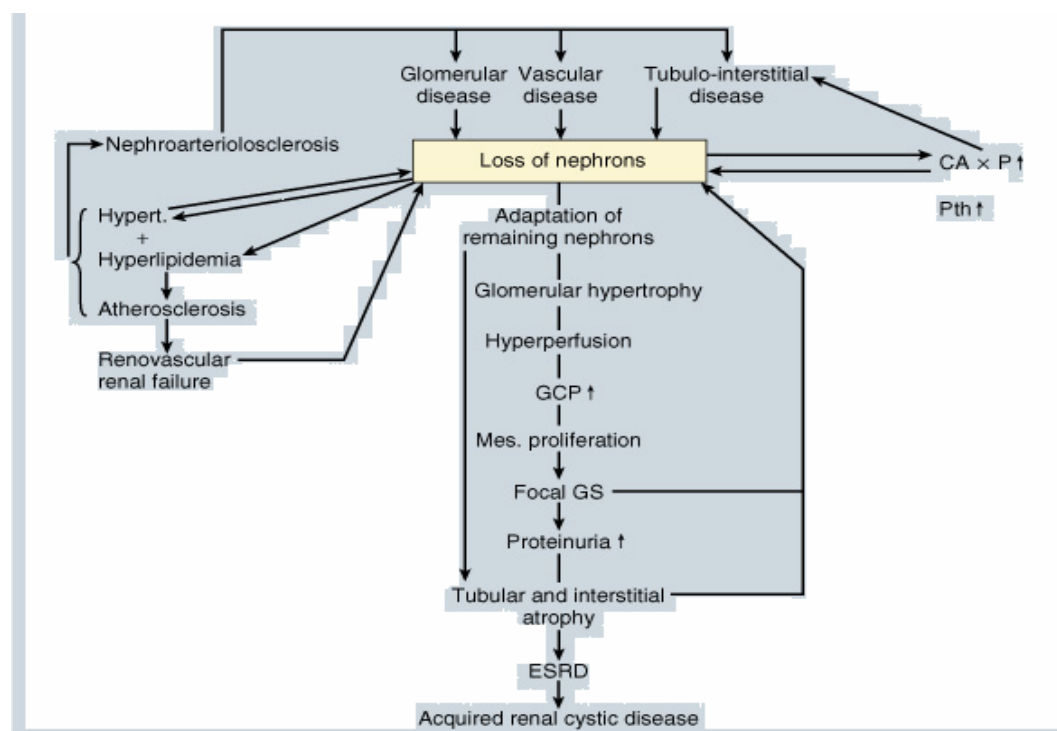 Glomerular
disease
Vascular
disease
Tubulo-interstitial
disease
Nephroarteriolosclerosis
Loss of nephrons
CA × P↑
Pth↑
Hypert.
+
Hyperlipidemia
Atherosclerosis
Renovascular
renal failure
Adaptation of
remaining nephrons
Glomerular hypertrophy
Hyperperfusion
GCP↑
Mes. proliferation
Focal GS
Proteinuria↑
Tubular and interstitial
atrophy
ESRD
Acquired renal cystic disease